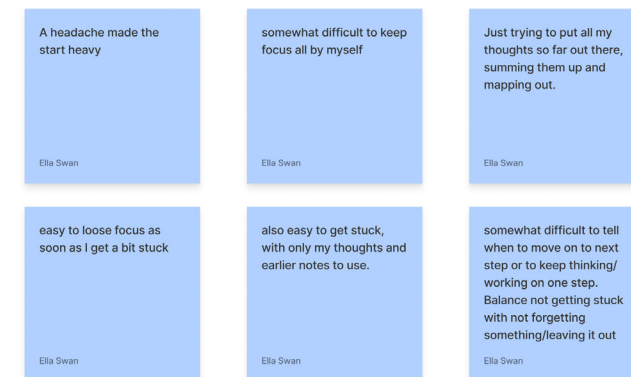 A headache made the
start heavy
Ella Swan
somewhat difficult to keep
focus all by myself
Ella Swan
Just trying to put all my
thoughts so far out there,
summing them up and
mapping out.
Ella Swan
easy to loose focus as
soon as I get a bit stuck
Ella Swan
also easy to get stuck,
with only my thoughts and
earlier notes to use.
Ella Swan
somewhat difficult to tell
when to move on to next
step or to keep thinking/
working on one step.
Balance not getting stuck
with not forgetting
something/leaving it out
Ella Swan